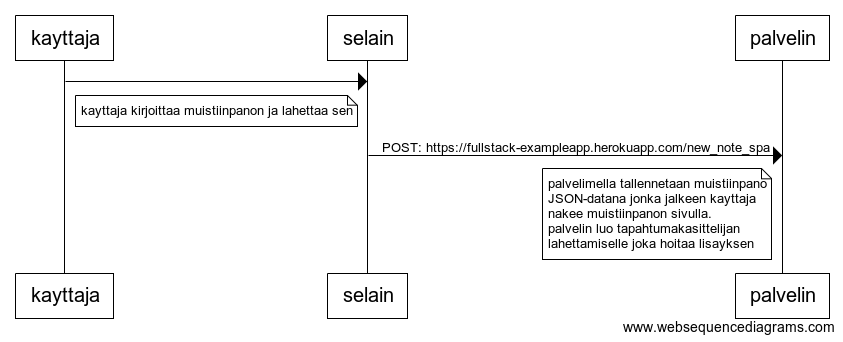 kayttaja
selain
palvelin
kayttaja kirjoittaa muistiinpanon ja lahettaa sen
POST: https://fullstack-exampleapp.herokuapp.com/new_note_spa
palvelimella tallennetaan muistiinpano
JSON-datana jonka jalkeen kayttaja
nakee muistiinpanon sivulla.
palvelin luo tapahtumakasittelijan
lahettamiselle joka hoitaa lisayksen
kayttaja
selain
palvelin
www.websequencediagrams.com